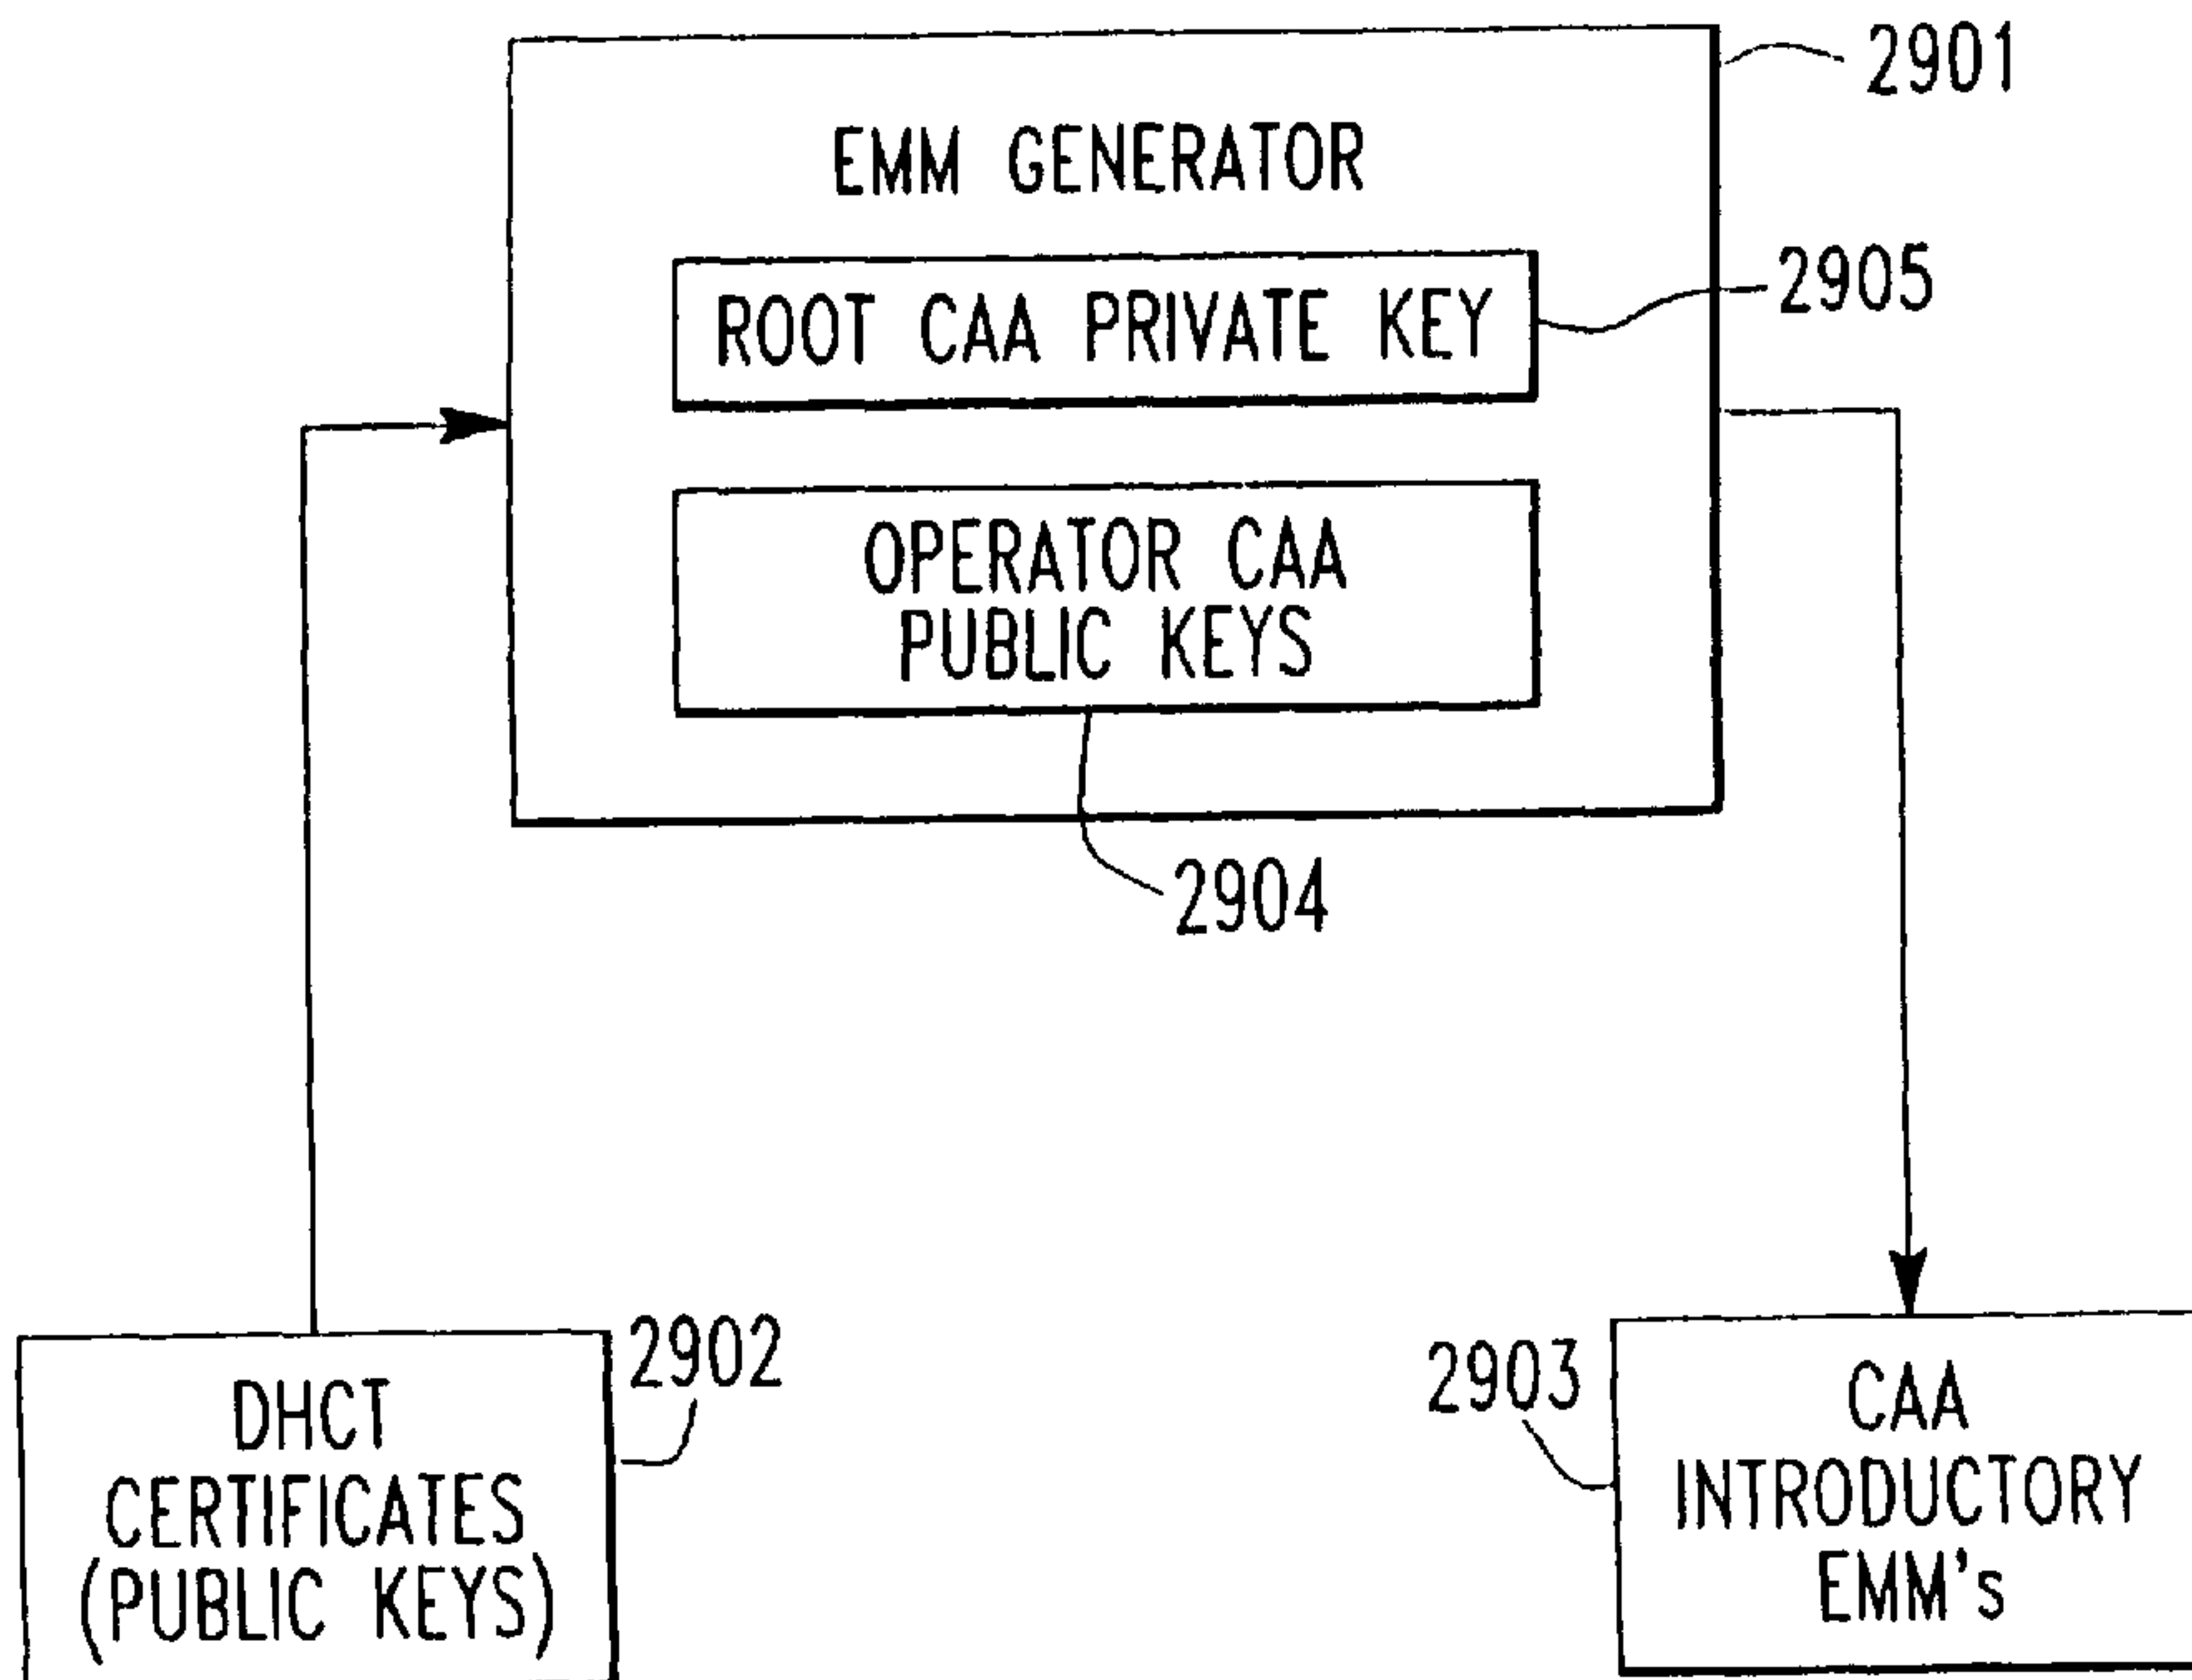 2901
EMM GENERATOR
2905
ROOT CAA PRIVATE KEY
OPERATOR CAA
PUBLIC KEYS
2904
2902
DHCT
CERTIFICATES
(PUBLIC KEYS)
2903
CAA
INTRODUCTORY
EMM's